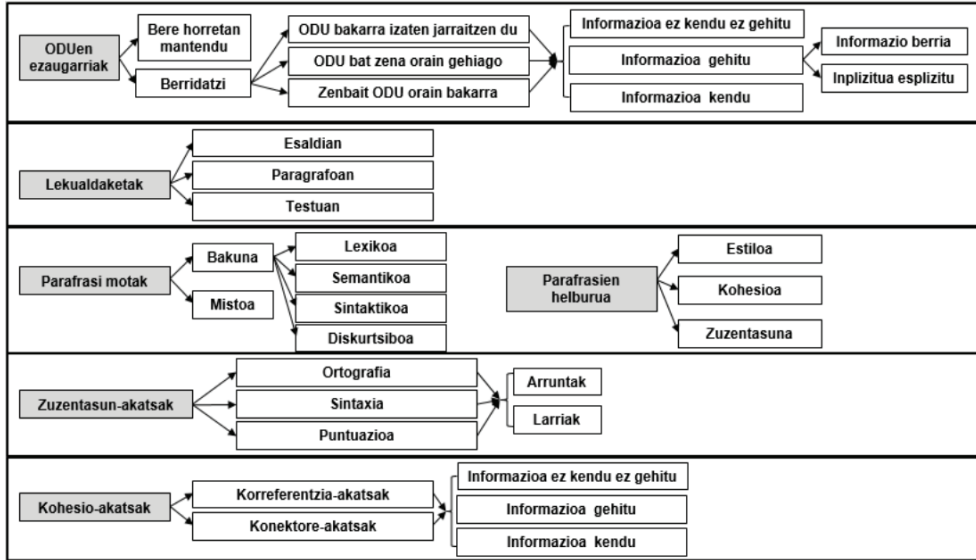 ODUen
ezaugarriak
Bere horretan
mantendu
Berridatzi
ODU bakarra izaten jarraitzen du
ODU bat zena orain gehiago
Zenbait ODU orain bakarra
Informazioa ez kendu ez gehitu
Informazioa gehitu
Informazioa kendu
Informazio berria
Inplizitua esplizitu
Lekualdaketak
Esaldian
Paragrafoan
Testuan
Parafrasi motak
Bakuna
Mistoa
Lexikoa
Semantikoa
Sintaktikoa
Diskurtsiboa
Parafrasien
helburua
Estiloa
Kohesioa
Zuzentasuna
Zuzentasun-akatsak
Ortografia
Sintaxia
Puntuazioa
Arruntak
Larriak
Kohesio-akatsak
Korreferentzia-akatsak
Konektore-akatsak
Informazioa ez kendu ez gehitu
Informazioa gehitu
Informazioa kendu